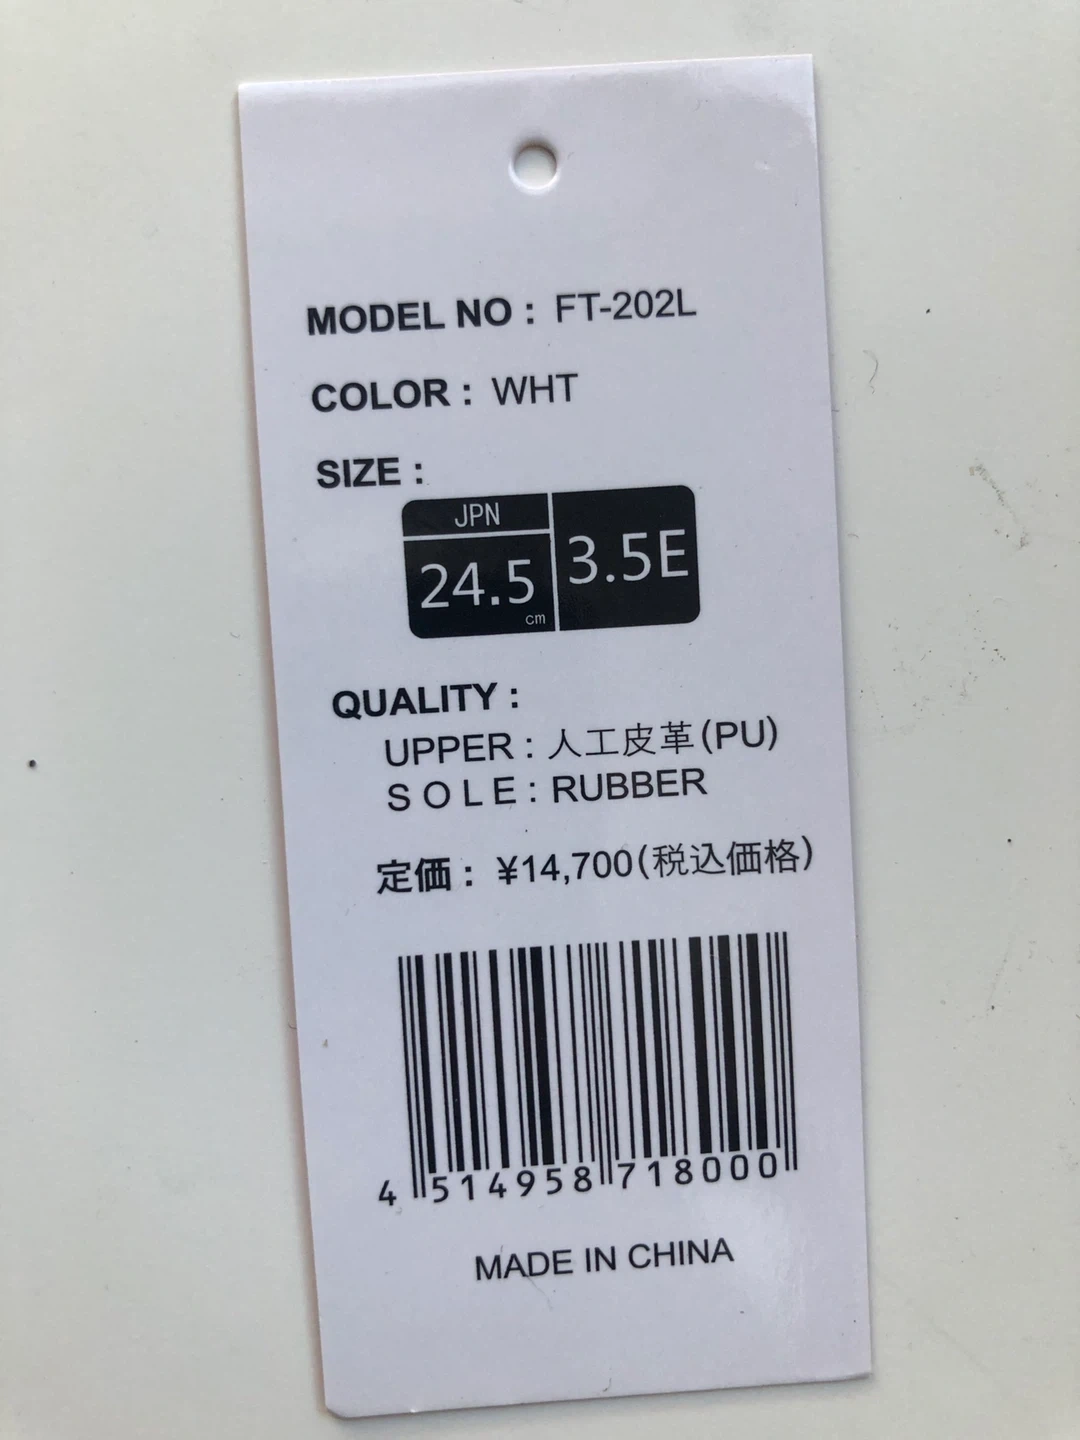 MODEL NO : FT-202L
COLOR : WHT
SIZE :
JPN
24.5 cm
3.5E
QUALITY :
UPPER : 人工皮革(PU)
SOLE : RUBBER
定価 : ¥14,700(税込価格)
4 514958 718000
MADE IN CHINA